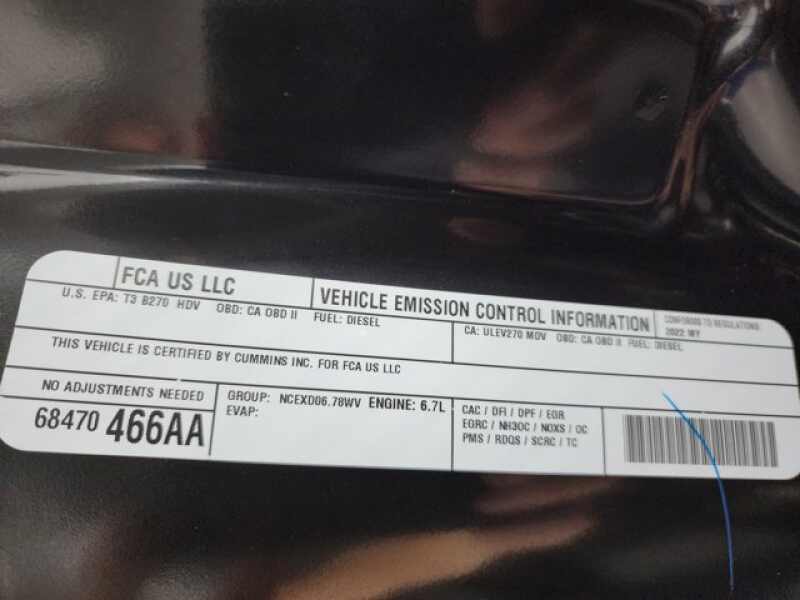 FCA US LLC
VEHICLE EMISSION CONTROL INFORMATION
CONFORMS TO REGULATIONS:
2022 MY
U.S. EPA: T3 B270 HDV OBD: CA OBD II FUEL: DIESEL
CA: ULEV270 MDV OBD: CA OBD II FUEL: DIESEL
THIS VEHICLE IS CERTIFIED BY CUMMINS INC. FOR FCA US LLC
NO ADJUSTMENTS NEEDED
68470 466AA
GROUP: NCEXD06.78WV ENGINE: 6.7L
EVAP:
CAC / DFI / DPF / EGR
EGRC / NH3OC / NOXS / OC
PMS / RDQS / SCRC / TC